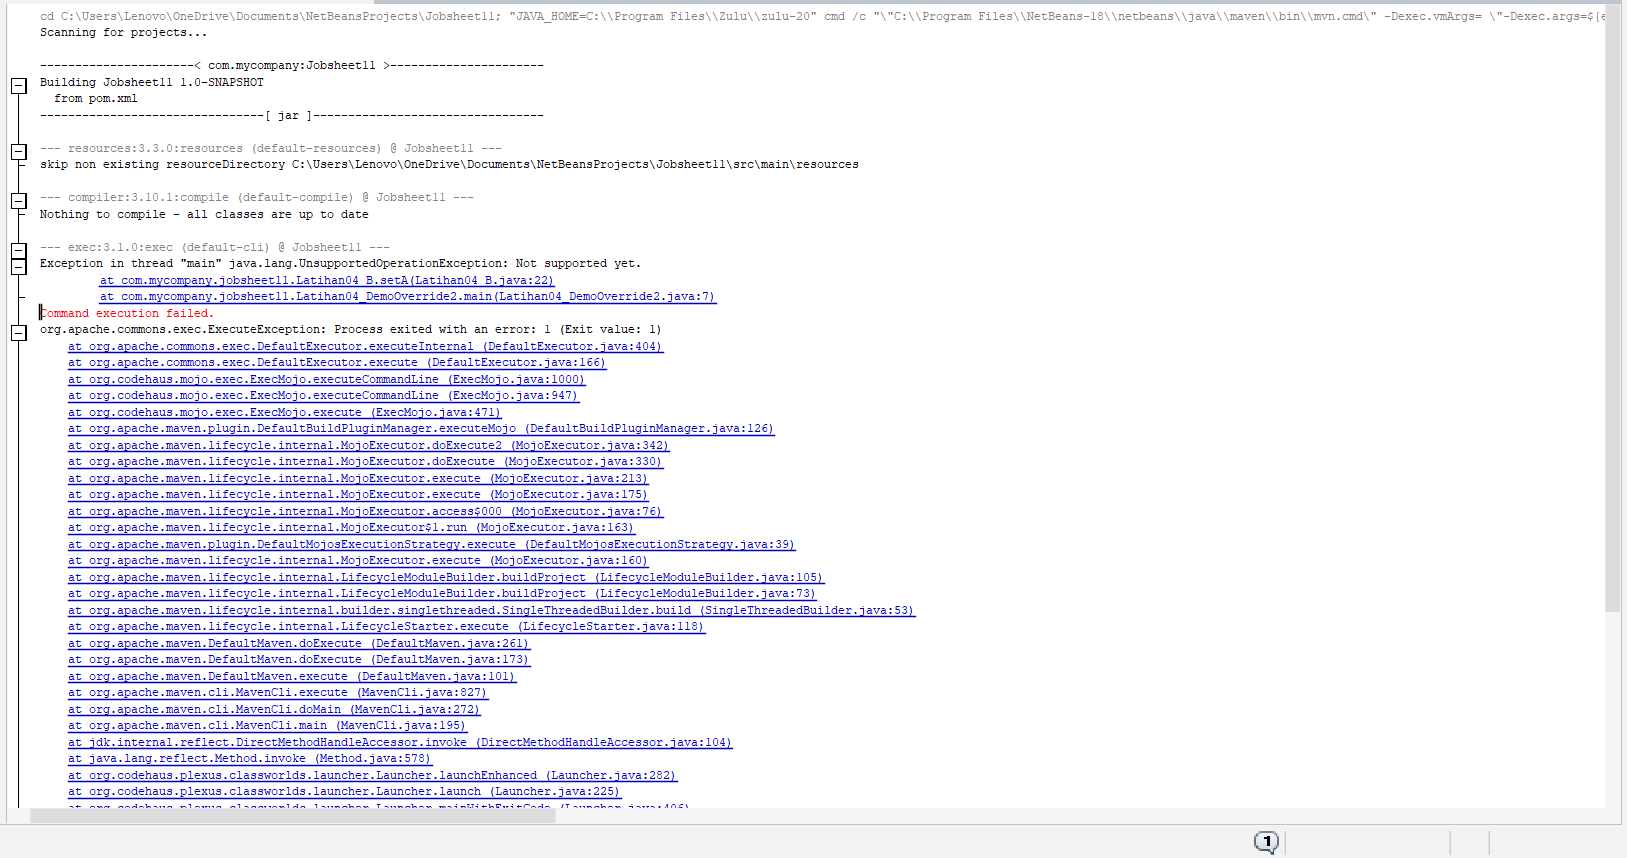 cd C:\Users\Lenovo\OneDrive\Documents\NetBeansProjects\Jobsheet11; "JAVA_HOME=C:\\Program Files\\Zulu\\zulu-20" cmd /c "\"C:\\Program Files\\NetBeans-18\\netbeans\\java\\maven\\bin\\mvn.cmd\" -Dexec.vmArgs= \"-Dexec.args=${e
Scanning for projects...
----------------------< com.mycompany:Jobsheet11 >----------------------
Building Jobsheet11 1.0-SNAPSHOT
from pom.xml
--------------------------------[ jar ]---------------------------------
--- resources:3.3.0:resources (default-resources) @ Jobsheet11 ---
skip non existing resourceDirectory C:\Users\Lenovo\OneDrive\Documents\NetBeansProjects\Jobsheet11\src\main\resources
--- compiler:3.10.1:compile (default-compile) @ Jobsheet11 ---
Nothing to compile - all classes are up to date
--- exec:3.1.0:exec (default-cli) @ Jobsheet11 ---
Exception in thread "main" java.lang.UnsupportedOperationException: Not supported yet.
at com.mycompany.jobsheet11.Latihan04_B.setA(Latihan04_B.java:22)
at com.mycompany.jobsheet11.Latihan04_DemoOverride2.main(Latihan04_DemoOverride2.java:7)
Command execution failed.
org.apache.commons.exec.ExecuteException: Process exited with an error: 1 (Exit value: 1)
at org.apache.commons.exec.DefaultExecutor.executeInternal (DefaultExecutor.java:404)
at org.apache.commons.exec.DefaultExecutor.execute (DefaultExecutor.java:166)
at org.codehaus.mojo.exec.ExecMojo.executeCommandLine (ExecMojo.java:1000)
at org.codehaus.mojo.exec.ExecMojo.executeCommandLine (ExecMojo.java:947)
at org.codehaus.mojo.exec.ExecMojo.execute (ExecMojo.java:471)
at org.apache.maven.plugin.DefaultBuildPluginManager.executeMojo (DefaultBuildPluginManager.java:126)
at org.apache.maven.lifecycle.internal.MojoExecutor.doExecute2 (MojoExecutor.java:342)
at org.apache.maven.lifecycle.internal.MojoExecutor.doExecute (MojoExecutor.java:330)
at org.apache.maven.lifecycle.internal.MojoExecutor.execute (MojoExecutor.java:213)
at org.apache.maven.lifecycle.internal.MojoExecutor.execute (MojoExecutor.java:175)
at org.apache.maven.lifecycle.internal.MojoExecutor.access$000 (MojoExecutor.java:76)
at org.apache.maven.lifecycle.internal.MojoExecutor$1.run (MojoExecutor.java:163)
at org.apache.maven.plugin.DefaultMojosExecutionStrategy.execute (DefaultMojosExecutionStrategy.java:39)
at org.apache.maven.lifecycle.internal.MojoExecutor.execute (MojoExecutor.java:160)
at org.apache.maven.lifecycle.internal.LifecycleModuleBuilder.buildProject (LifecycleModuleBuilder.java:105)
at org.apache.maven.lifecycle.internal.LifecycleModuleBuilder.buildProject (LifecycleModuleBuilder.java:73)
at org.apache.maven.lifecycle.internal.builder.singlethreaded.SingleThreadedBuilder.build (SingleThreadedBuilder.java:53)
at org.apache.maven.lifecycle.internal.LifecycleStarter.execute (LifecycleStarter.java:118)
at org.apache.maven.DefaultMaven.doExecute (DefaultMaven.java:261)
at org.apache.maven.DefaultMaven.doExecute (DefaultMaven.java:173)
at org.apache.maven.DefaultMaven.execute (DefaultMaven.java:101)
at org.apache.maven.cli.MavenCli.execute (MavenCli.java:827)
at org.apache.maven.cli.MavenCli.doMain (MavenCli.java:272)
at org.apache.maven.cli.MavenCli.main (MavenCli.java:195)
at jdk.internal.reflect.DirectMethodHandleAccessor.invoke (DirectMethodHandleAccessor.java:104)
at java.lang.reflect.Method.invoke (Method.java:578)
at org.codehaus.plexus.classworlds.launcher.Launcher.launchEnhanced (Launcher.java:282)
at org.codehaus.plexus.classworlds.launcher.Launcher.launch (Launcher.java:225)
at org.codehaus.plexus.classworlds.launcher.Launcher.mainWithExitCode (Launcher.java:406)
1